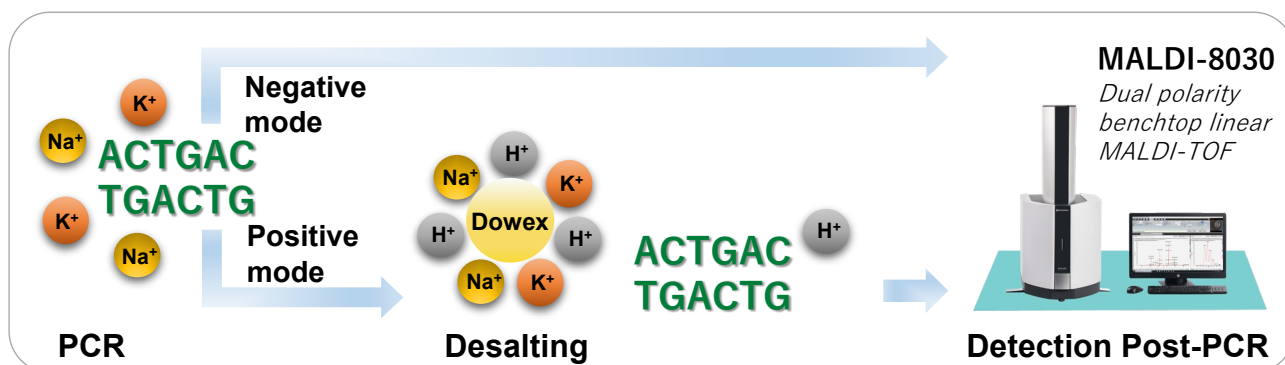 Negative
mode
MALDI-8030
Dual polarity
benchtop linear
MALDI-TOF
K⁺
Na⁺
ACTGAC
TGACTG
K⁺
Na⁺
Positive
mode
H⁺
Na⁺
K⁺
Dowex
H⁺
H⁺
Na⁺
K⁺
H⁺
ACTGAC
TGACTG
PCR
Desalting
Detection Post-PCR